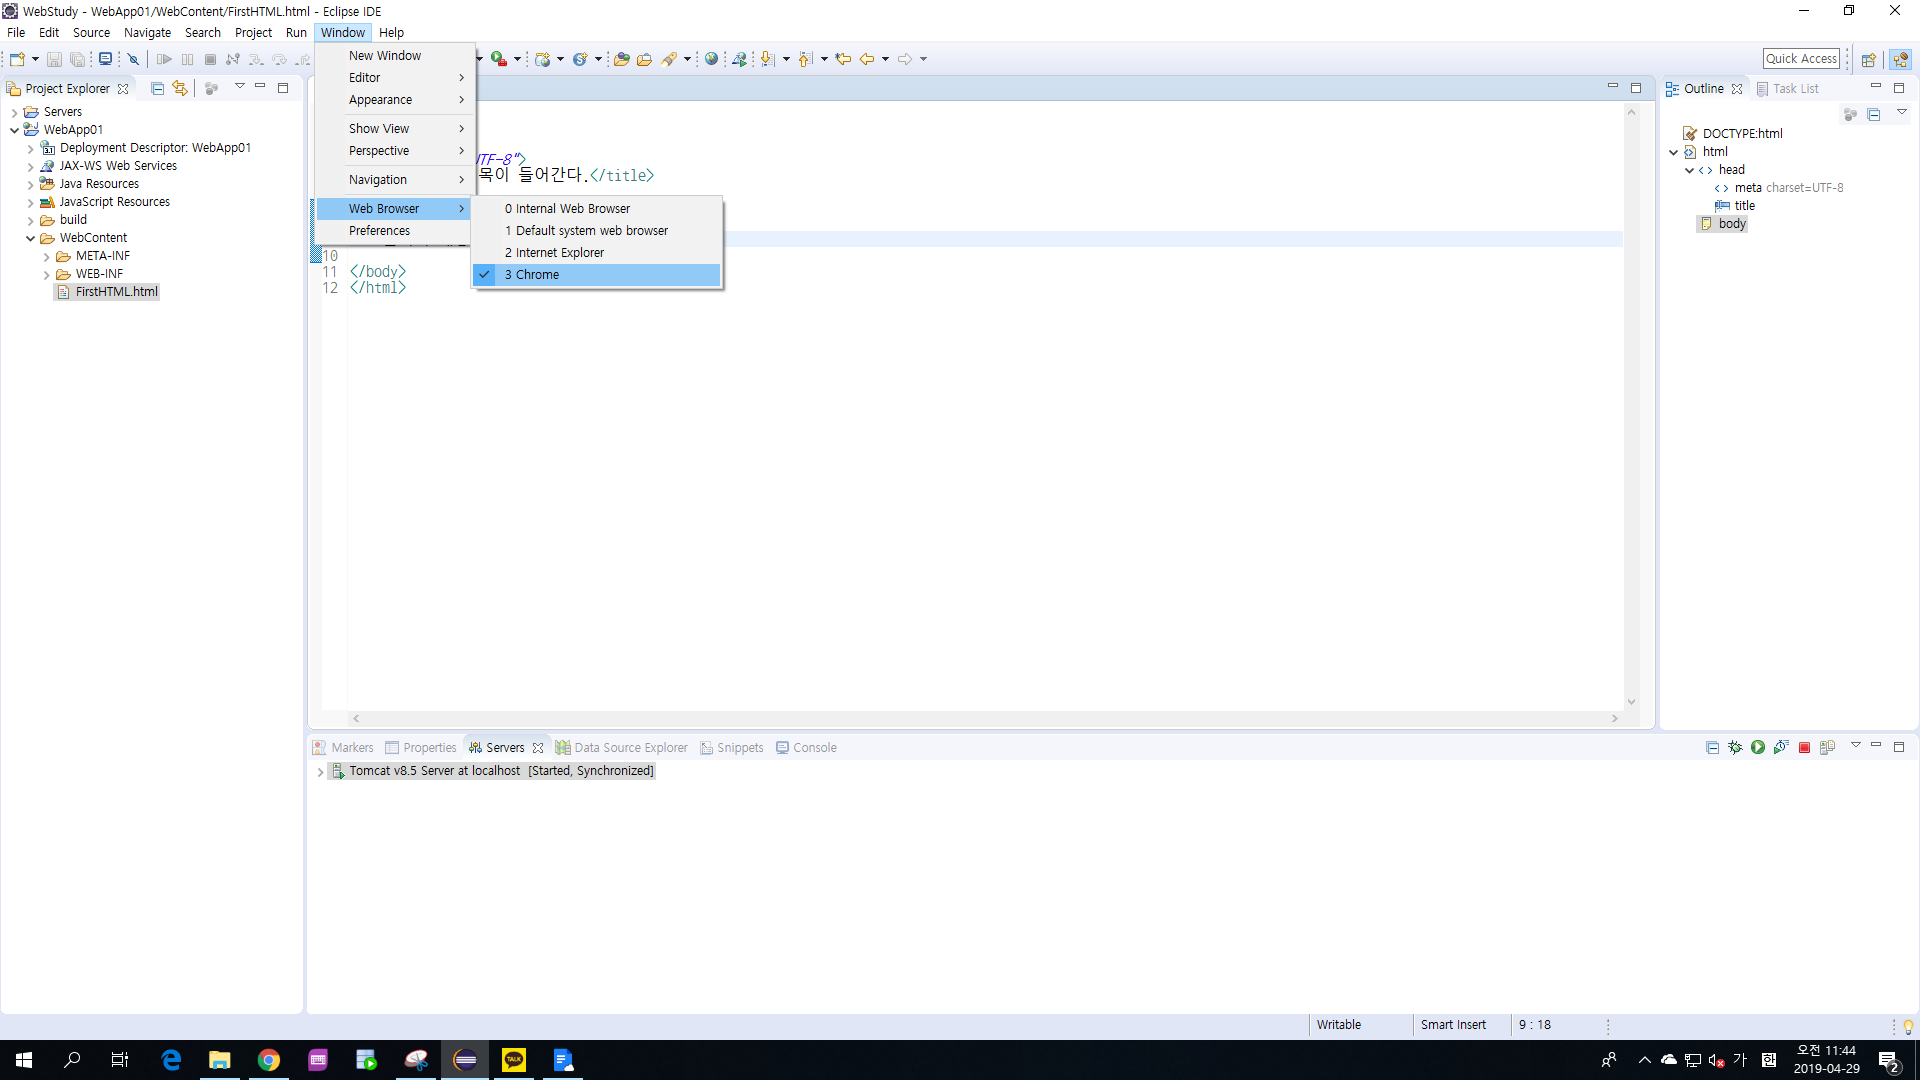 WebStudy - WebApp01/WebContent/FirstHTML.html - Eclipse IDE
File Edit Source Navigate Search Project Run Window Help
Quick Access
New Window
Editor
Appearance
Show View
Perspective
Navigation
Web Browser
Preferences
0 Internal Web Browser
1 Default system web browser
2 Internet Explorer
3 Chrome
Project Explorer
Servers
WebApp01
Deployment Descriptor: WebApp01
JAX-WS Web Services
Java Resources
JavaScript Resources
build
WebContent
META-INF
WEB-INF
FirstHTML.html
UTF-8">
목이 들어간다.</title>
10
11 </body>
12 </html>
Outline Task List
DOCTYPE:html
html
head
meta charset=UTF-8
title
body
Markers Properties Servers Data Source Explorer Snippets Console
Tomcat v8.5 Server at localhost [Started, Synchronized]
Writable Smart Insert 9 : 18
TALK
가 한
오전 11:44
2019-04-29
2